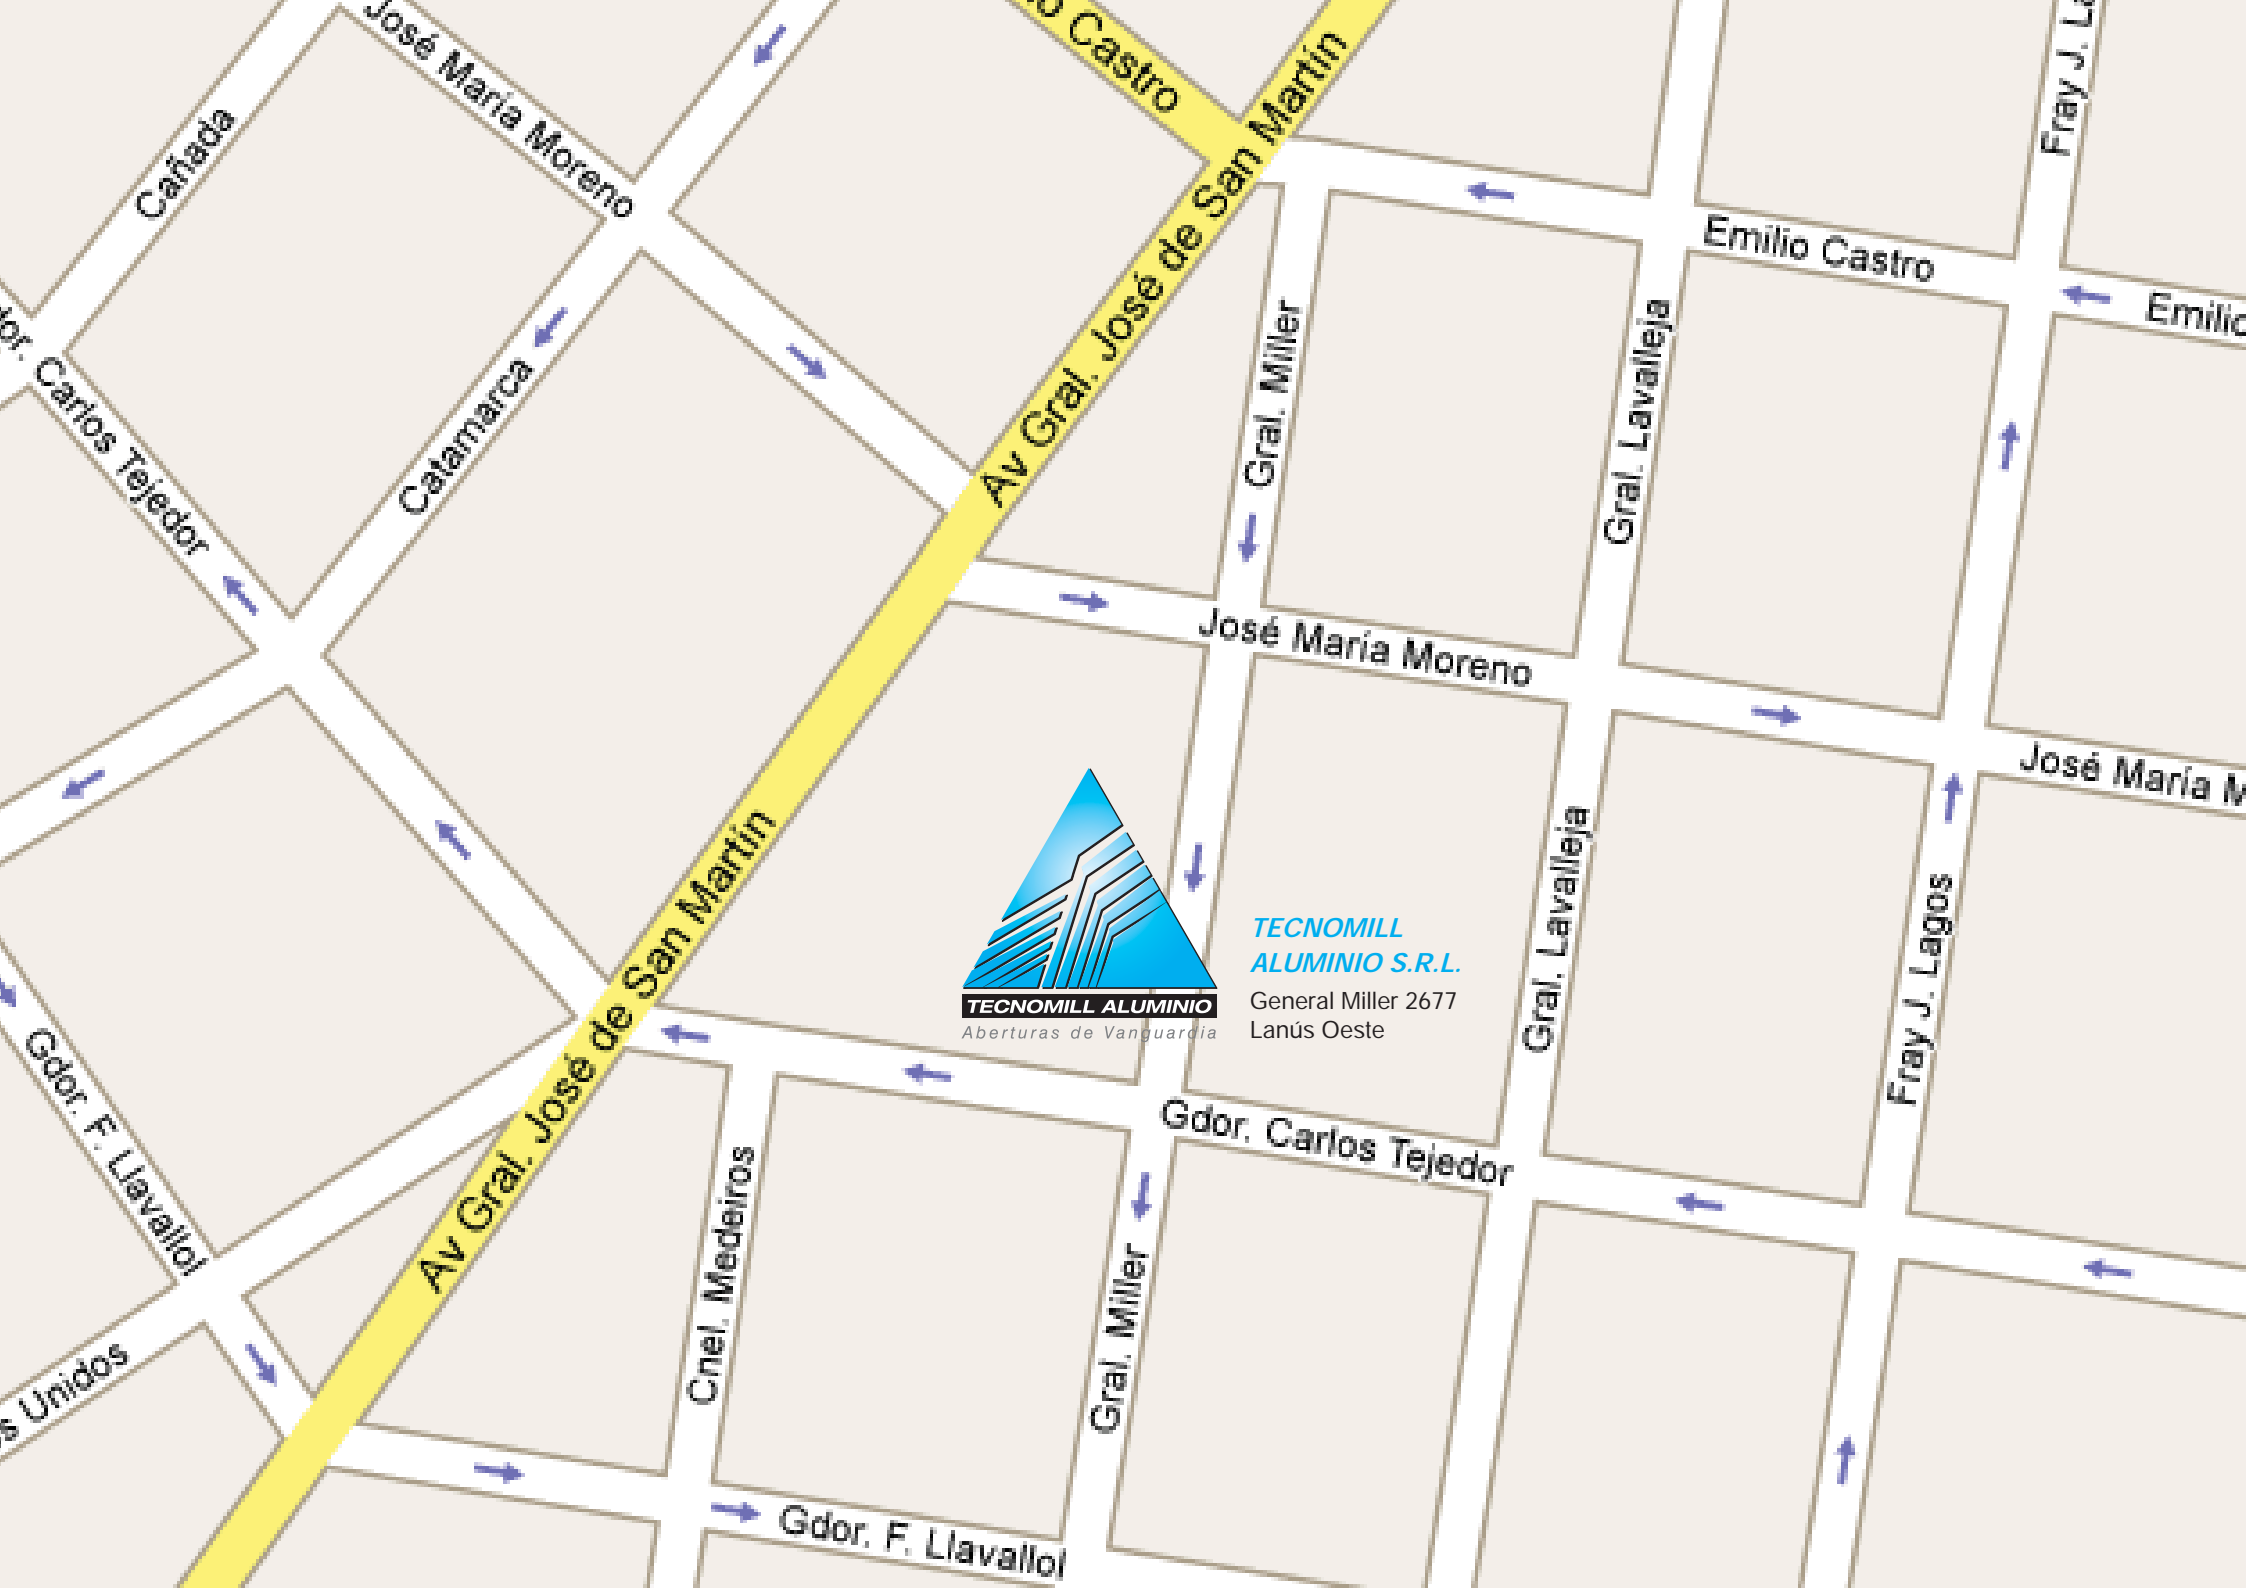 José María Moreno
Castro
Av Gral. José de San Martín
Fray J.
Cañada
Emilio Castro
Emilio
Gral. Miller
Gral. Lavalleja
Carlos Tejedor
Catamarca
José María Moreno
José María M
Av Gral. José de San Martín
Gral. Lavalleja
Fray J. Lagos
TECNOMILL
ALUMINIO S.R.L.
General Miller 2677
Lanús Oeste
TECNOMILL ALUMINIO
Aberturas de Vanguardia
Gdor. F. Llavallol
Gdor. Carlos Tejedor
Cnel. Medeiros
Gral. Miller
Unidos
Gdor. F. Llavallol